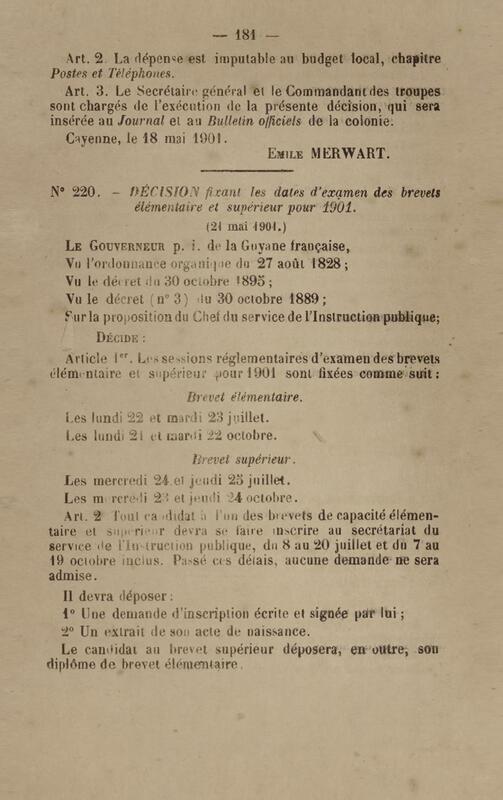 — 181 —
Art. 2. La dépense est imputable au budget local, chapitre
Postes et Téléphones.
Art. 3. Le Secrétaire général et le Commandant des troupes
sont chargés de l'exécution de la présente décision, qui sera
insérée au Journal et au Bulletin officiels de la colonie.
Cayenne, le 18 mai 1901.
Emile MERWART.
N° 220. – DÉCISION fixant les dates d'examen des brevets
élémentaire et supérieur pour 1901.
(21 mai 1901.)
Le Gouverneur p. i. de la Guyane française,
Vu l'ordonnance organique du 27 août 1828 ;
Vu le décret du 30 octobre 1895 ;
Vu le décret (n° 3) du 30 octobre 1889 ;
Sur la proposition du Chef du service de l'Instruction publique;
Décide :
Article 1er. Les sessions réglementaires d'examen des brevets
élémentaire et supérieur pour 1901 sont fixées comme suit :
Brevet élémentaire.
Les lundi 22 et mardi 23 juillet.
Les lundi 21 et mardi 22 octobre.
Brevet supérieur.
Les mercredi 24 et jeudi 25 juillet.
Les mercredi 23 et jeudi 24 octobre.
Art. 2 Tout candidat à l'un des brevets de capacité élémen-
taire et supérieur devra se faire inscrire au secrétariat du
service de l'Instruction publique, du 8 au 20 juillet et du 7 au
19 octobre inclus. Passé ces délais, aucune demande ne sera
admise.
Il devra déposer :
1° Une demande d'inscription écrite et signée par lui ;
2° Un extrait de son acte de naissance.
Le candidat au brevet supérieur déposera, en outre, son
diplôme de brevet élémentaire.